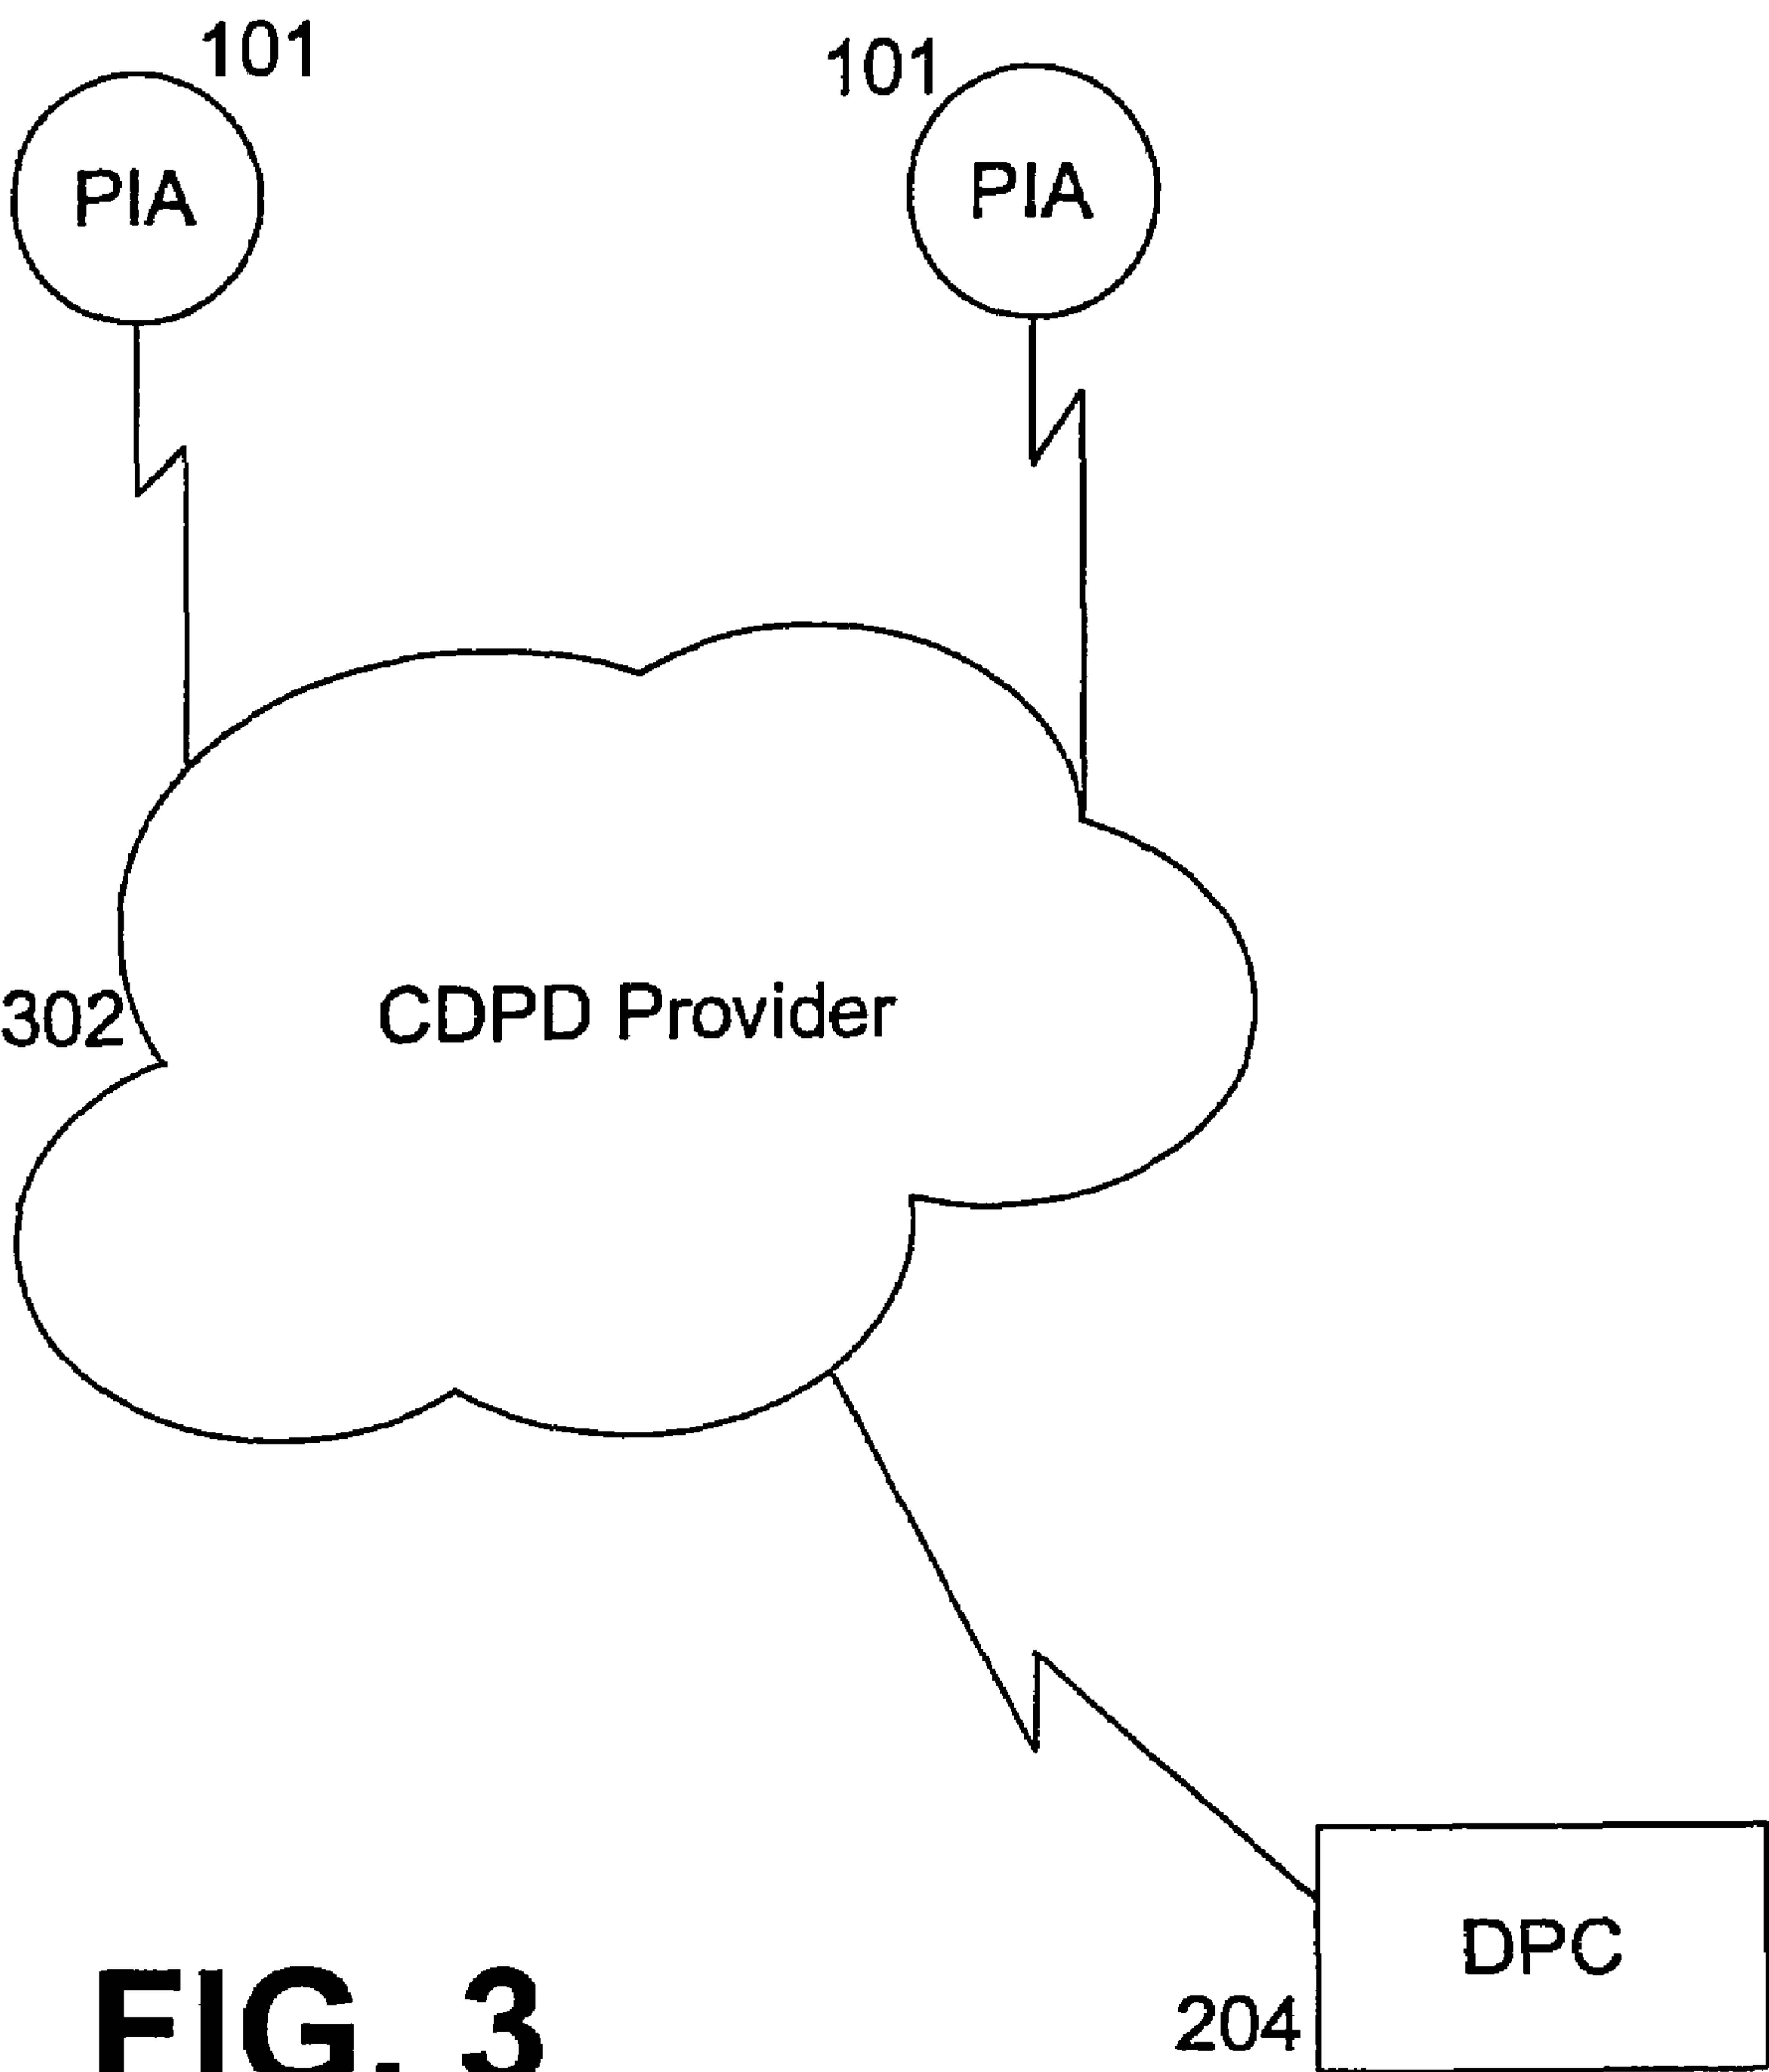 101
101
PIA
PIA
302
CDPD Provider
DPC
204
FIG. 3